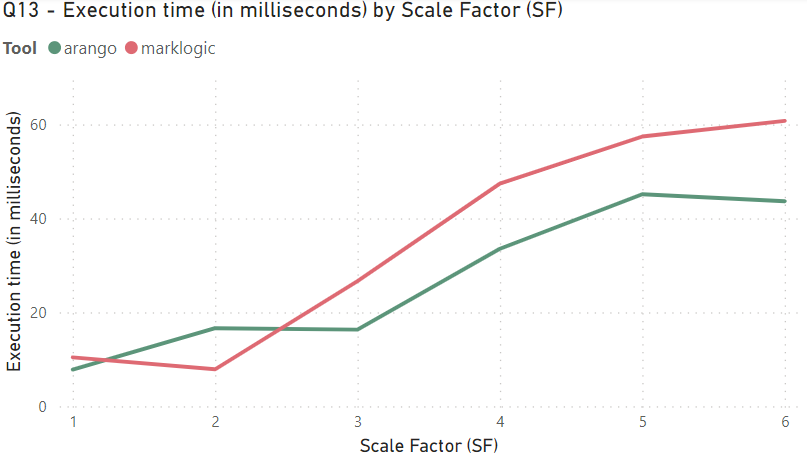 Q13 - Execution time (in milliseconds) by Scale Factor (SF)
Tool arango marklogic
Execution time (in milliseconds)
60
40
20
0
1 2 3 4 5 6
Scale Factor (SF)